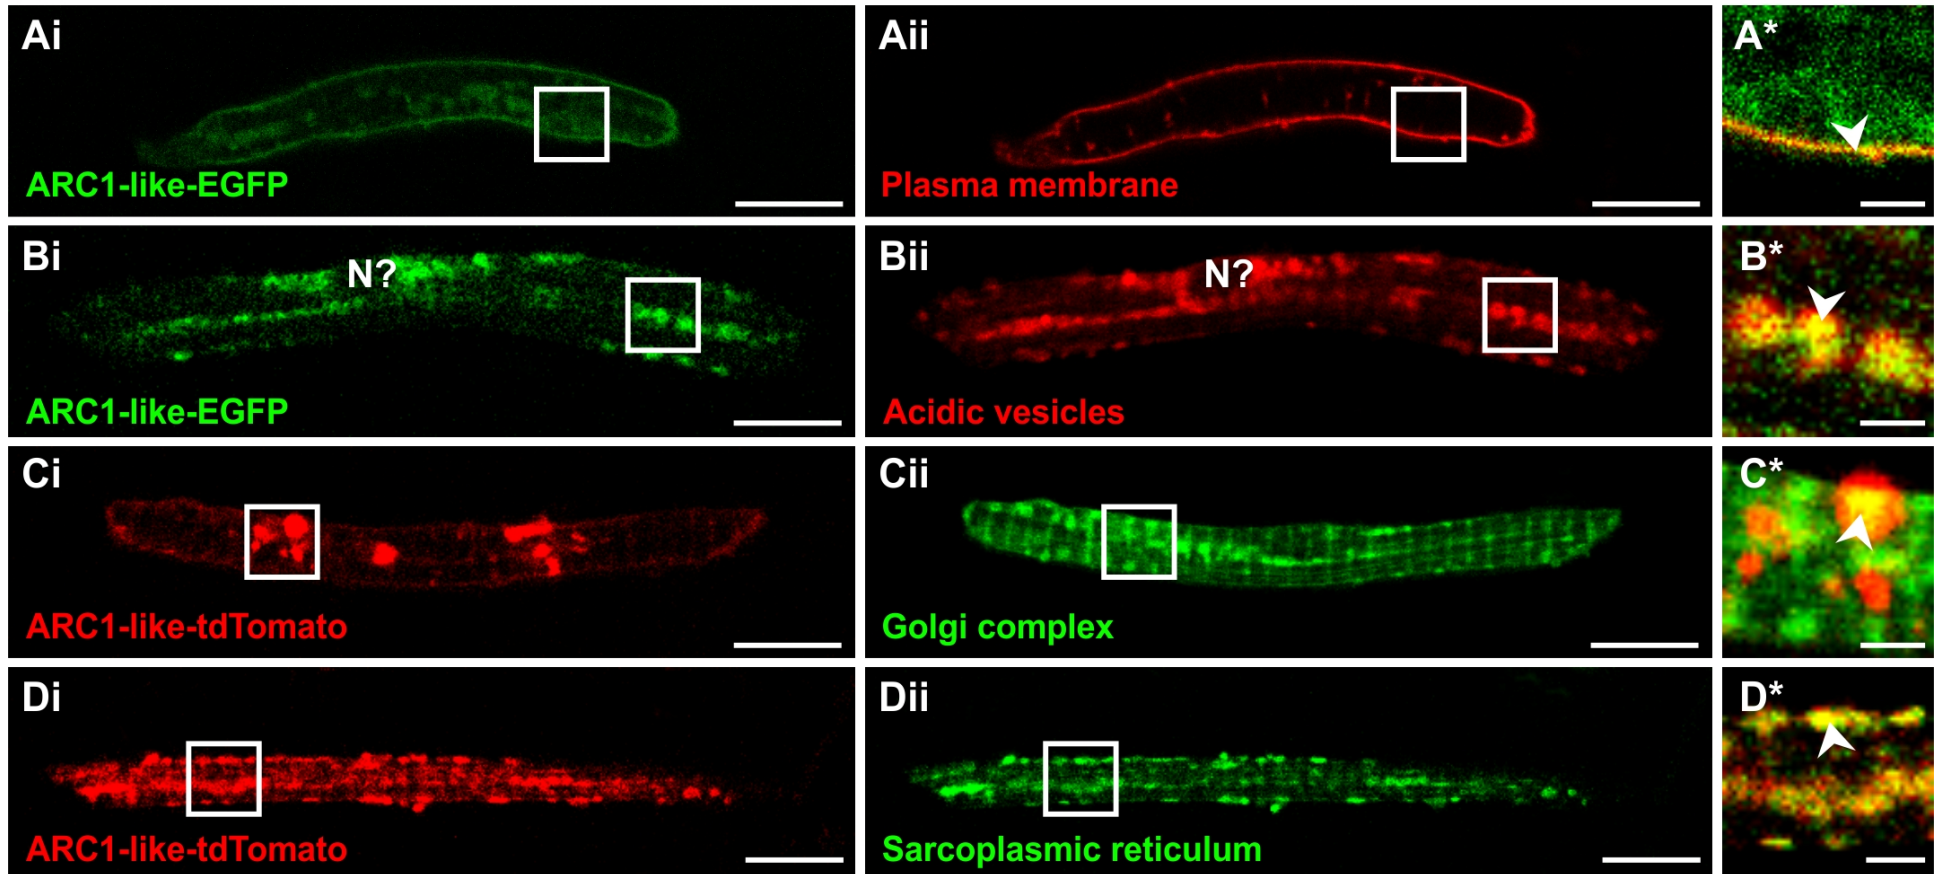 Ai
Aii
A*
ARC1-like-EGFP
Plasma membrane
Bi
Bii
B*
N?
N?
ARC1-like-EGFP
Acidic vesicles
Ci
Cii
C*
ARC1-like-tdTomato
Golgi complex
Di
Dii
D*
ARC1-like-tdTomato
Sarcoplasmic reticulum